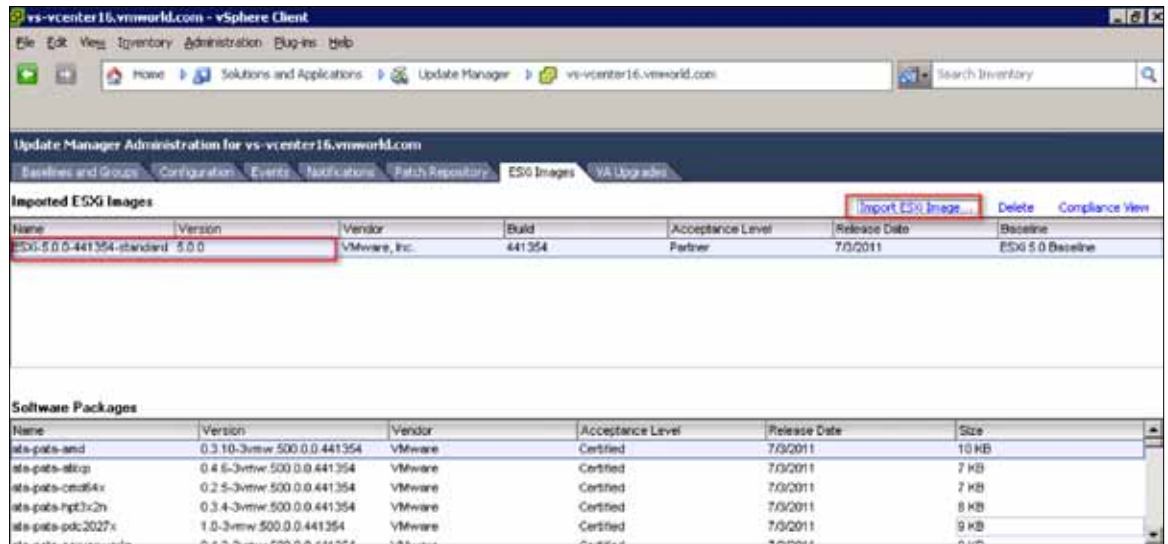 vs-vcenter16.vmworld.com - vSphere Client
File Edit View Inventory Administration Plug-ins Help
Home Solutions and Applications Update Manager vs-vcenter16.vmworld.com Search Inventory
Update Manager Administration for vs-vcenter16.vmworld.com
Baselines and Groups Configuration Events Notifications Patch Repository ESXi Images VA Upgrades
Imported ESXi Images Import ESXi Image... Delete Compliance View
Name Version Vendor Build Acceptance Level Release Date Baseline
ESXi-5.0.0-441354-standard 5.0.0 VMware, Inc. 441354 Partner 7/3/2011 ESXi 5.0 Baseline
Software Packages
Name Version Vendor Acceptance Level Release Date Size
ata-pata-amd 0.3.10-3vmw.500.0.0.441354 VMware Certified 7/3/2011 10 KB
ata-pata-atiixp 0.4.6-3vmw.500.0.0.441354 VMware Certified 7/3/2011 7 KB
ata-pata-cmd64x 0.2.5-3vmw.500.0.0.441354 VMware Certified 7/3/2011 7 KB
ata-pata-hpt3x2n 0.3.4-3vmw.500.0.0.441354 VMware Certified 7/3/2011 8 KB
ata-pata-pdc2027x 1.0-3vmw.500.0.0.441354 VMware Certified 7/3/2011 9 KB